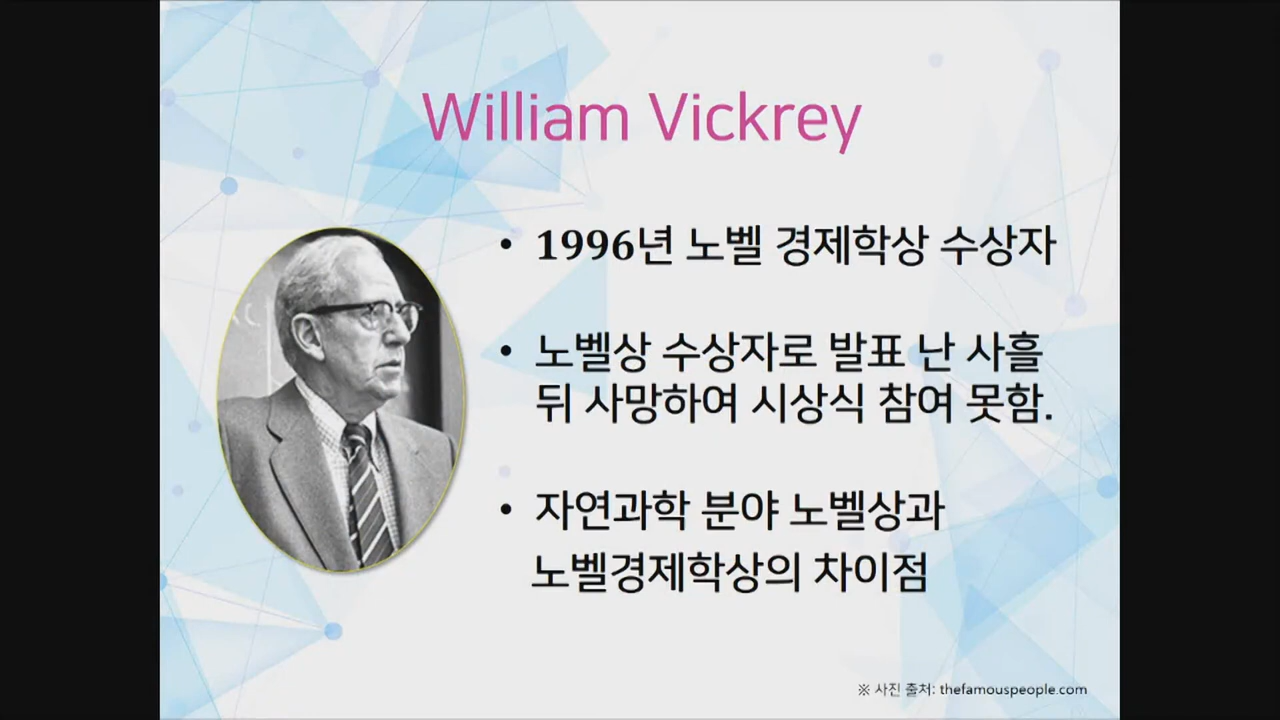 William Vickrey
• 1996년 노벨 경제학상 수상자
• 노벨상 수상자로 발표 난 사흘
뒤 사망하여 시상식 참여 못함.
• 자연과학 분야 노벨상과
노벨경제학상의 차이점
※ 사진 출처: thefamouspeople.com